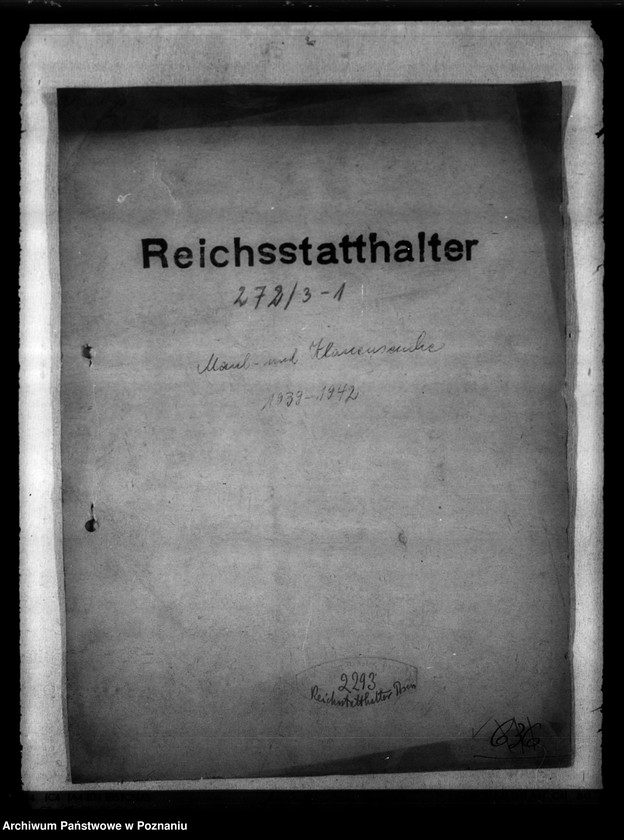 Reichsstatthalter
272/3-1
Maul- und Klauenseuche
1939-1942
2293
Reichsstatthalter Posen
Archiwum Państwowe w Poznaniu